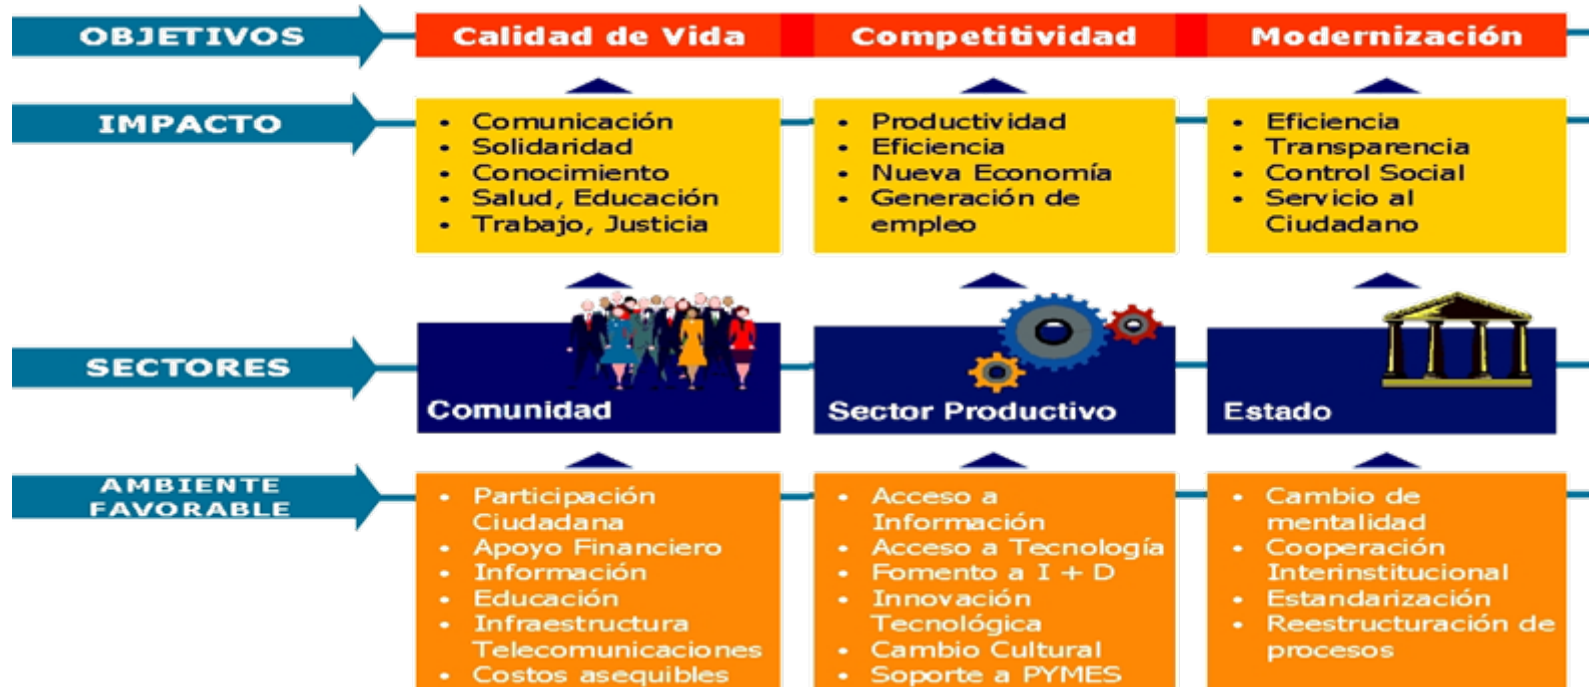 OBJETIVOS
Calidad de Vida
Competitividad
Modernización
IMPACTO
• Comunicación
• Solidaridad
• Conocimiento
• Salud, Educación
• Trabajo, Justicia
• Productividad
• Eficiencia
• Nueva Economía
• Generación de
empleo
• Eficiencia
• Transparencia
• Control Social
• Servicio al
Ciudadano
SECTORES
Comunidad
Sector Productivo
Estado
AMBIENTE
FAVORABLE
• Participación
Ciudadana
• Apoyo Financiero
• Información
• Educación
• Infraestructura
Telecomunicaciones
• Costos asequibles
• Acceso a
Información
• Acceso a Tecnología
• Fomento a I + D
• Innovación
Tecnológica
• Cambio Cultural
• Soporte a PYMES
• Cambio de
mentalidad
• Cooperación
Interinstitucional
• Estandarización
• Reestructuración de
procesos